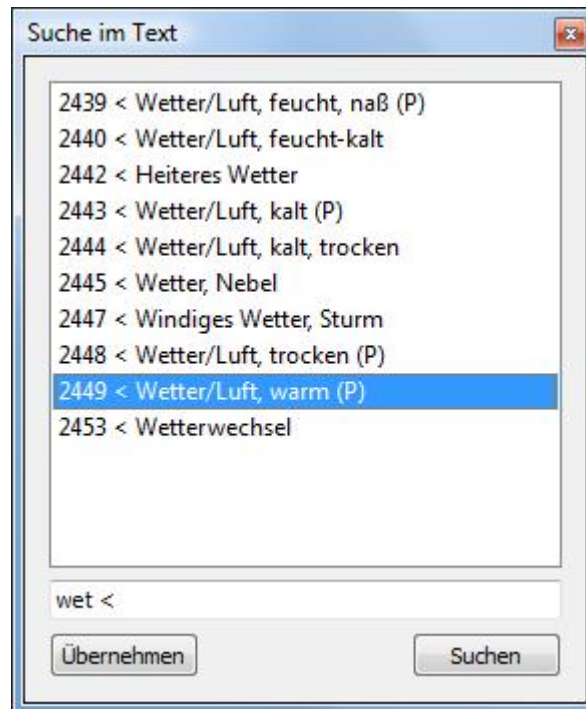 Suche im Text
2439 < Wetter/Luft, feucht, naß (P)
2440 < Wetter/Luft, feucht-kalt
2442 < Heiteres Wetter
2443 < Wetter/Luft, kalt (P)
2444 < Wetter/Luft, kalt, trocken
2445 < Wetter, Nebel
2447 < Windiges Wetter, Sturm
2448 < Wetter/Luft, trocken (P)
2449 < Wetter/Luft, warm (P)
2453 < Wetterwechsel
wet <
Übernehmen Suchen